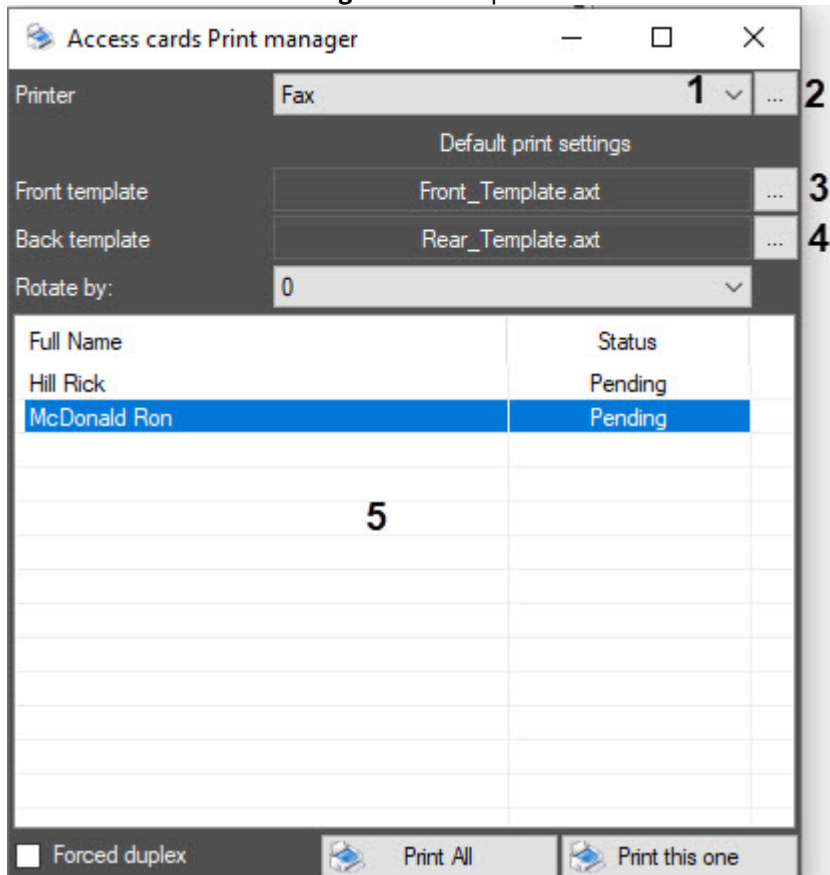 Access cards Print manager
Printer Fax 1 ... 2
Default print settings
Front template Front_Template.axt ... 3
Back template Rear_Template.axt ... 4
Rotate by: 0
Full Name Status
Hill Rick Pending
McDonald Ron Pending
5
Forced duplex Print All Print this one